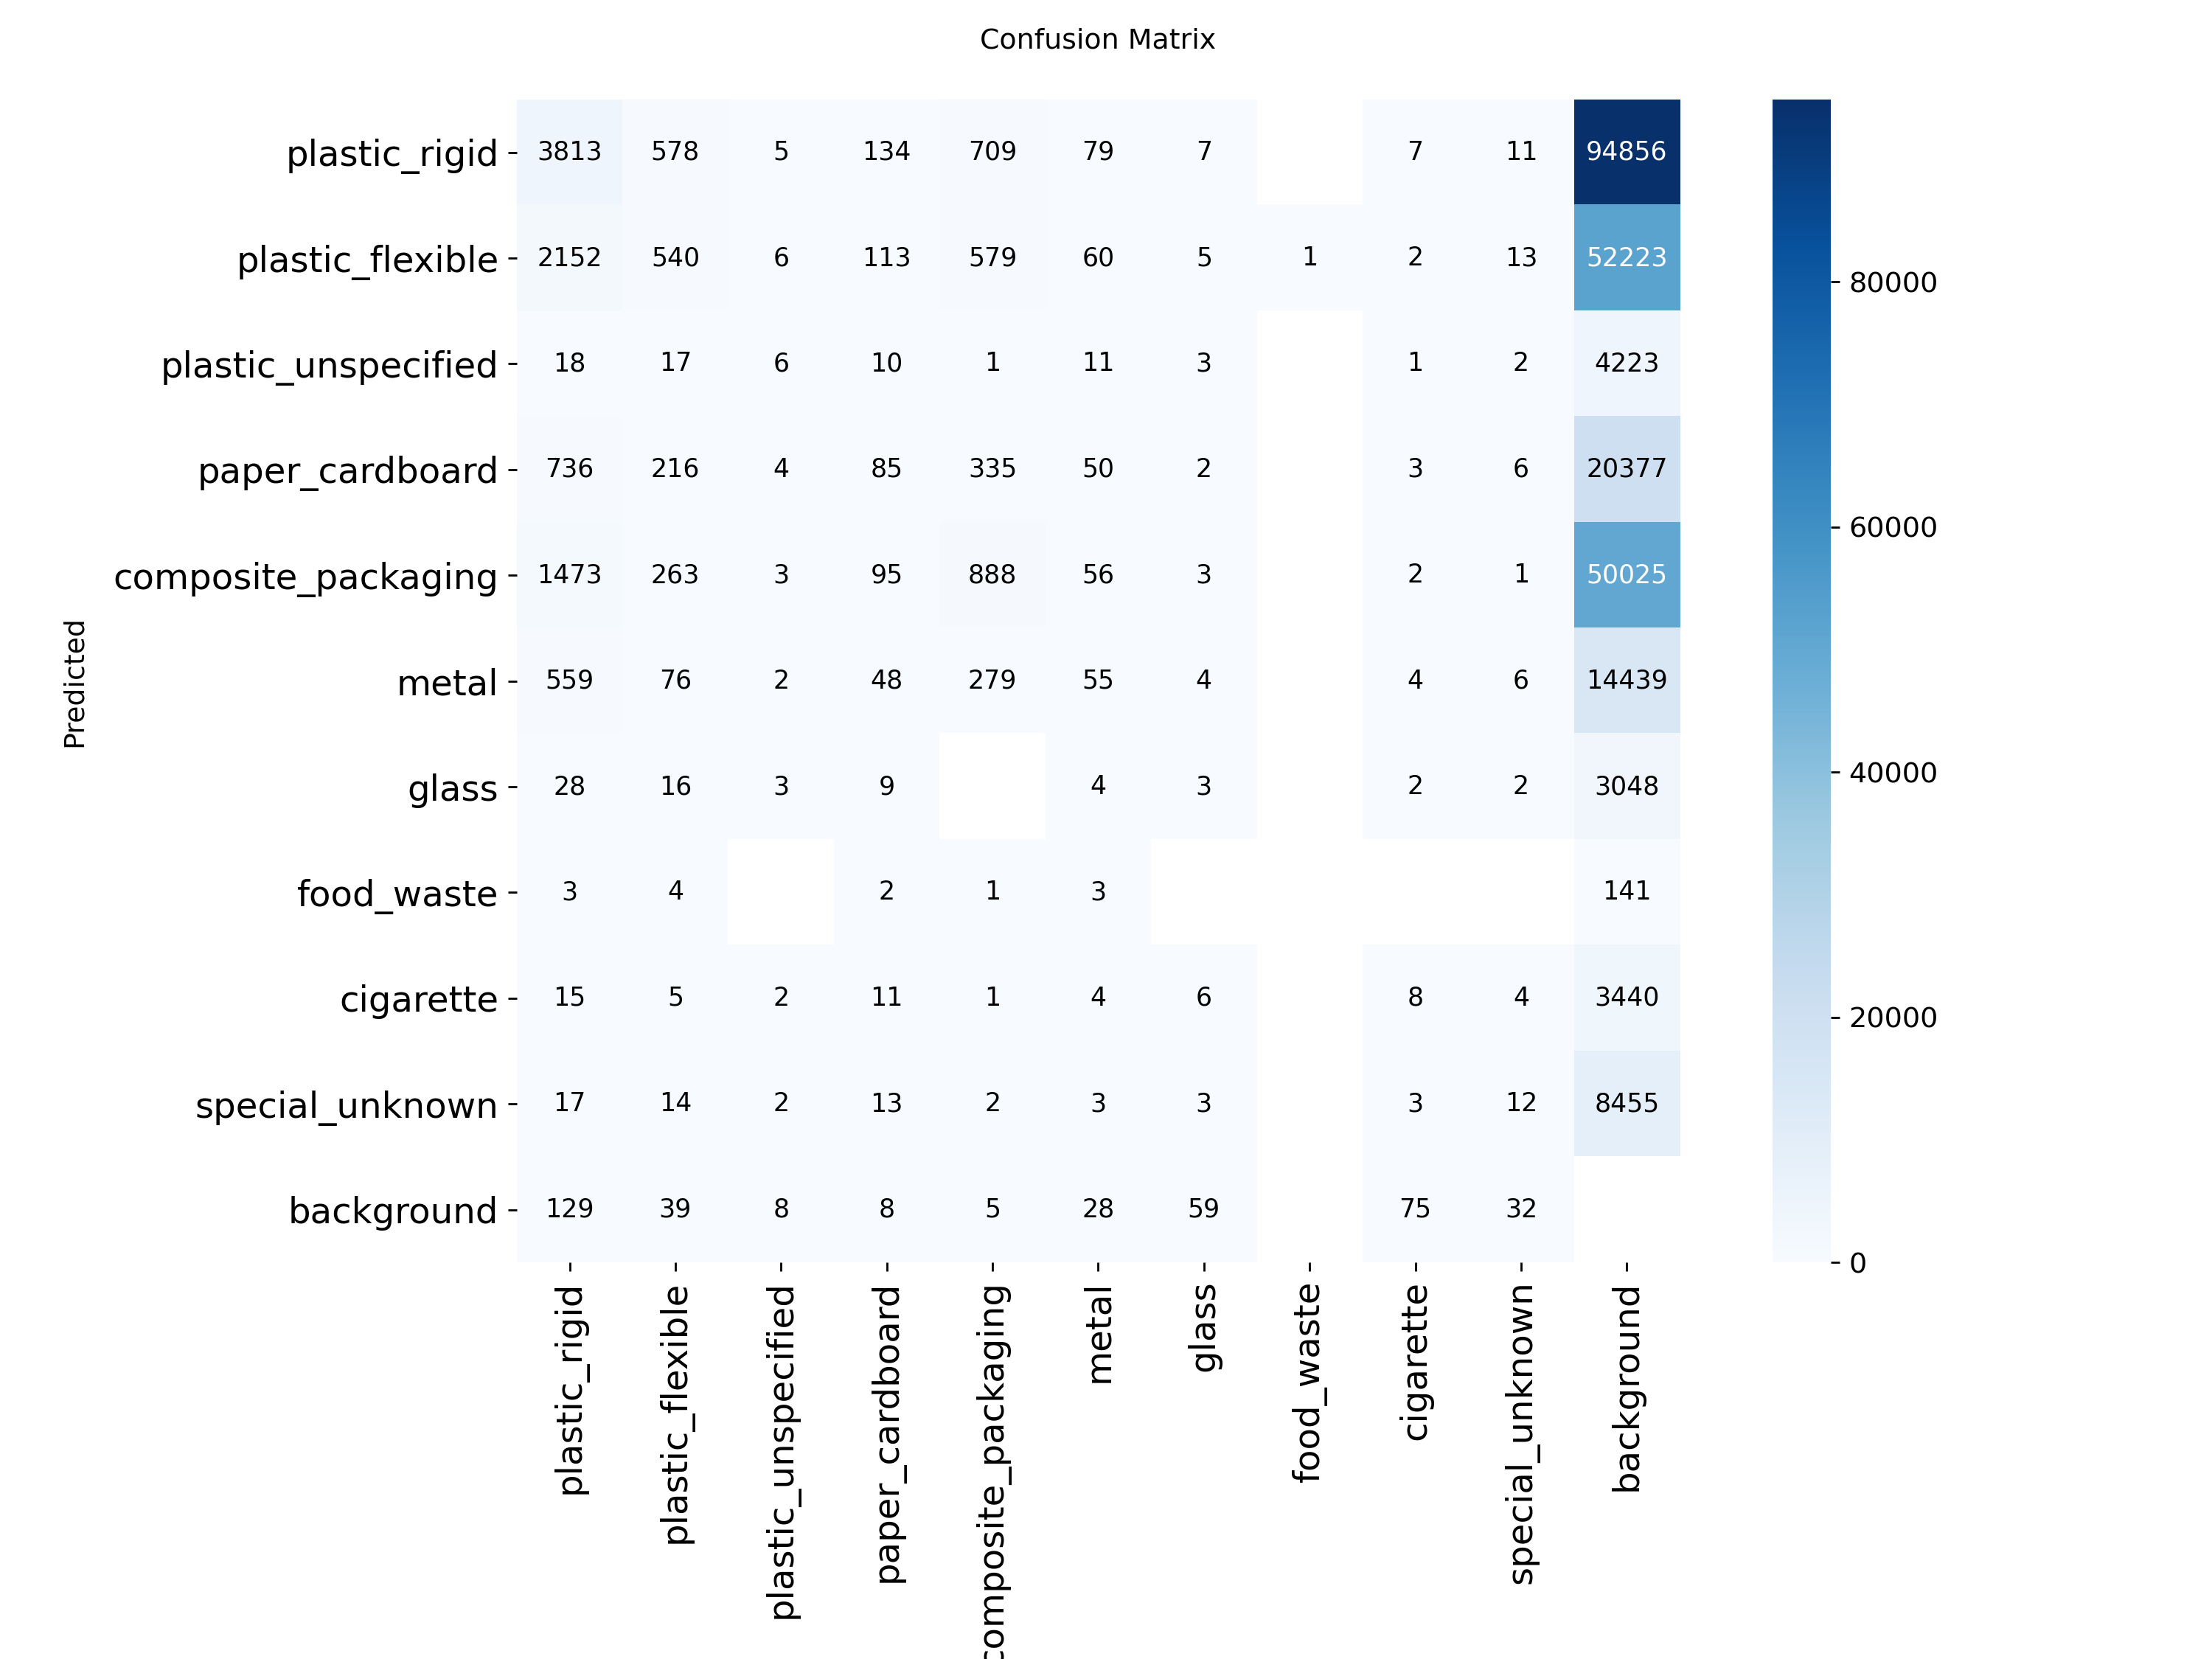 Confusion Matrix
plastic_rigid 3813 578 5 134 709 79 7 7 11 94856
plastic_flexible 2152 540 6 113 579 60 5 1 2 13 52223
plastic_unspecified 18 17 6 10 1 11 3 1 2 4223
paper_cardboard 736 216 4 85 335 50 2 3 6 20377
composite_packaging 1473 263 3 95 888 56 3 2 1 50025
metal 559 76 2 48 279 55 4 4 6 14439
glass 28 16 3 9 4 3 2 2 3048
food_waste 3 4 2 1 3 141
cigarette 15 5 2 11 1 4 6 8 4 3440
special_unknown 17 14 2 13 2 3 3 3 12 8455
background 129 39 8 8 5 28 59 75 32
Predicted
plastic_rigid
plastic_flexible
plastic_unspecified
paper_cardboard
composite_packaging
metal
glass
food_waste
cigarette
special_unknown
background
80000
60000
40000
20000
0